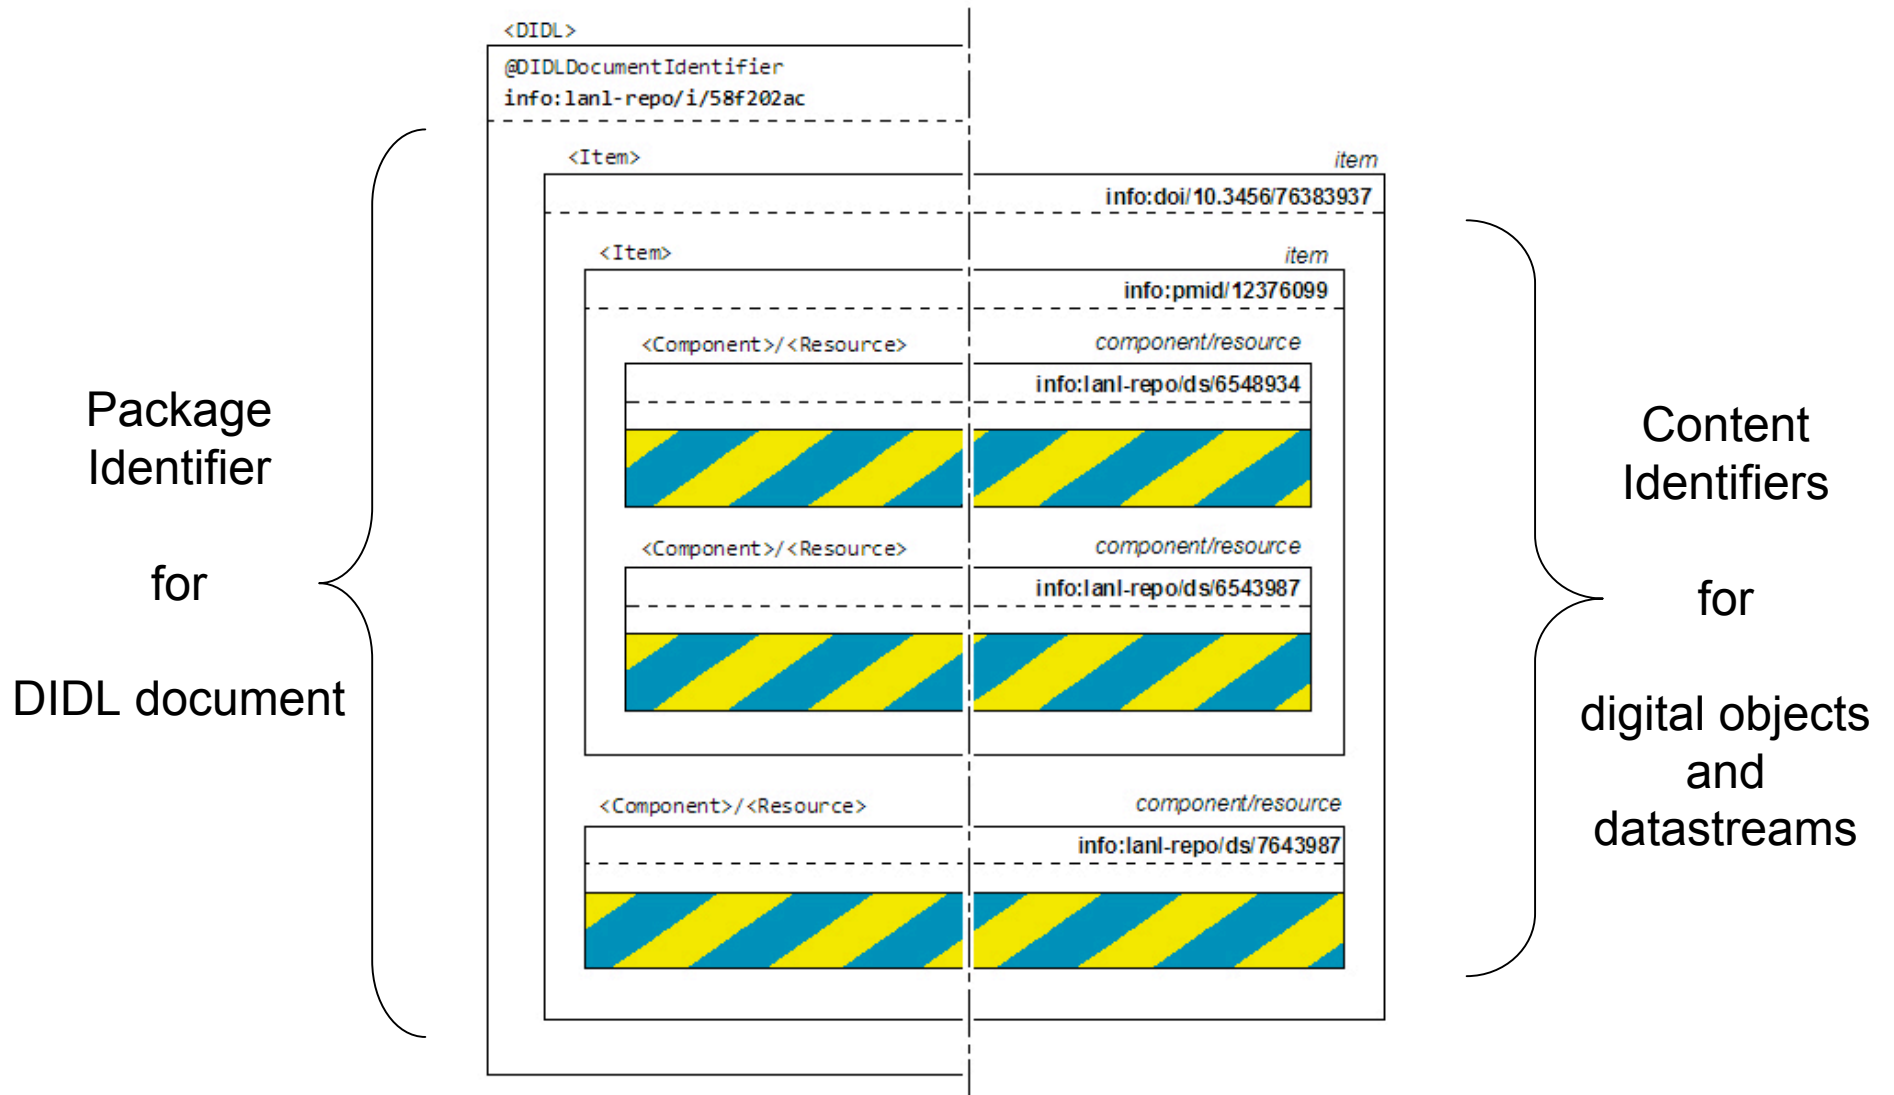 <DIDL>
@DIDLDocumentIdentifier
info:lanl-repo/i/58f202ac
<Item>
item
info:doi/10.3456/76383937
<Item>
item
info:pmid/12376099
<Component>/<Resource>
component/resource
info:lanl-repo/ds/6548934
<Component>/<Resource>
component/resource
info:lanl-repo/ds/6543987
<Component>/<Resource>
component/resource
info:lanl-repo/ds/7643987
Package
Identifier
for
DIDL document
Content
Identifiers
for
digital objects
and
datastreams